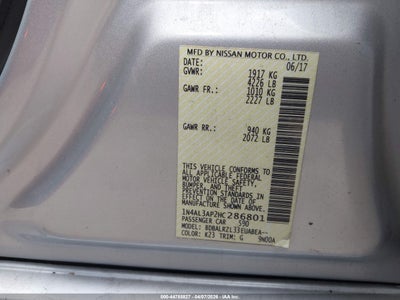 MFD BY NISSAN MOTOR CO., LTD.
DATE: 06/17
GVWR: 1917 KG
4226 LB
GAWR FR.: 1010 KG
2227 LB
GAWR RR.: 940 KG
2072 LB
THIS VEHICLE CONFORMS TO ALL
APPLICABLE FEDERAL MOTOR
VEHICLE SAFETY,
BUMPER, AND THEFT PREVENTION
STANDARDS IN EFFECT ON THE DATE OF
MANUFACTURE SHOWN ABOVE.
1N4AL3AP2HC286801
PASSENGER CAR 590
MODEL: BDBALRZL33EUABEA--
COLOR: K23 TRIM: G 9N00A